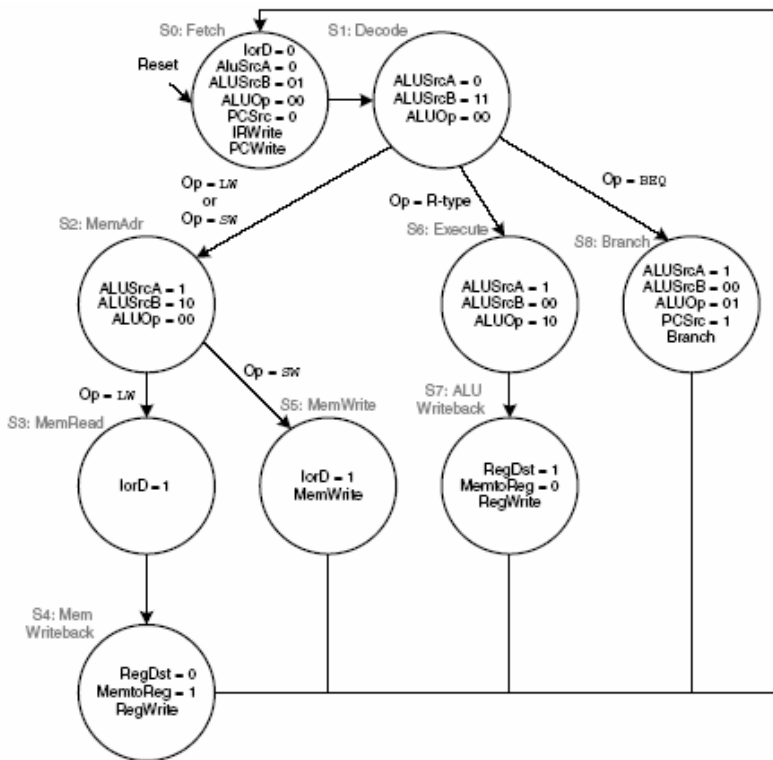 S0: Fetch
S1: Decode
Reset
IorD = 0
AluSrcA = 0
ALUSrcB = 01
ALUOp = 00
PCSrc = 0
IRWrite
PCWrite
ALUSrcA = 0
ALUSrcB = 11
ALUOp = 00
Op = LW
or
Op = SW
Op = R-type
Op = BEQ
S2: MemAdr
S6: Execute
S8: Branch
ALUSrcA = 1
ALUSrcB = 10
ALUOp = 00
ALUSrcA = 1
ALUSrcB = 00
ALUOp = 10
ALUSrcA = 1
ALUSrcB = 00
ALUOp = 01
PCSrc = 1
Branch
Op = LW
Op = SW
S3: MemRead
S5: MemWrite
S7: ALU
Writeback
IorD = 1
IorD = 1
MemWrite
RegDst = 1
MemtoReg = 0
RegWrite
S4: Mem
Writeback
RegDst = 0
MemtoReg = 1
RegWrite